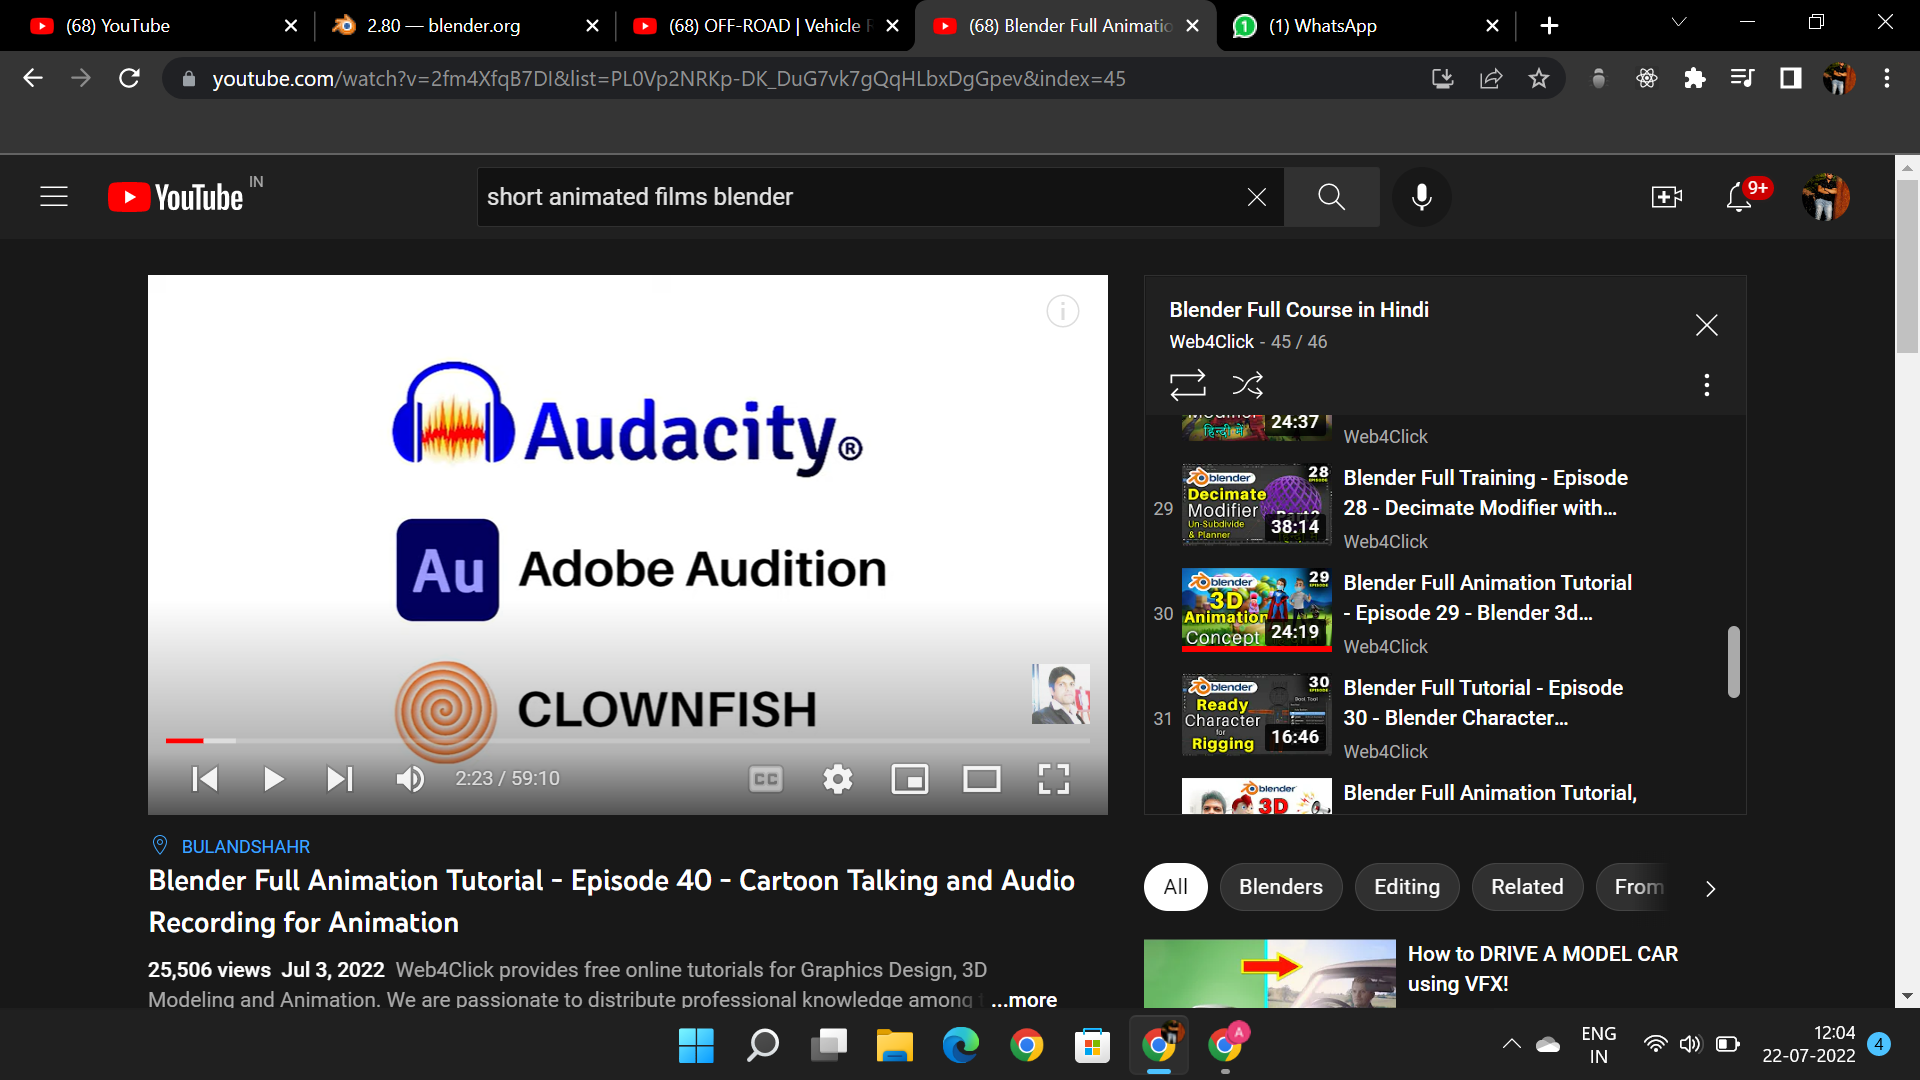 (68) YouTube
2.80 — blender.org
(68) OFF-ROAD | Vehicle
(68) Blender Full Animatio
(1) WhatsApp
youtube.com/watch?v=2fm4XfqB7DI&list=PL0Vp2NRKp-DK_DuG7vk7gQqHLbxDgGpev&index=45
YouTube IN
short animated films blender
9+
Audacity®
Au Adobe Audition
CLOWNFISH
2:23 / 59:10
CC
BULANDSHAHR
Blender Full Animation Tutorial - Episode 40 - Cartoon Talking and Audio
Recording for Animation
25,506 views Jul 3, 2022 Web4Click provides free online tutorials for Graphics Design, 3D
Modeling and Animation. We are passionate to distribute professional knowledge among ...more
Blender Full Course in Hindi
Web4Click - 45 / 46
हिन्दी में
24:37
Web4Click
29
blender
28
EPISODE
Decimate
Modifier
Un-Subdivide
& Planner
38:14
Blender Full Training - Episode
28 - Decimate Modifier with...
Web4Click
30
blender
29
EPISODE
3D
Animation
Concept
24:19
Blender Full Animation Tutorial
- Episode 29 - Blender 3d...
Web4Click
31
blender
30
EPISODE
Ready
Character
for
Rigging
16:46
Blender Full Tutorial - Episode
30 - Blender Character...
Web4Click
blender
3D
Blender Full Animation Tutorial,
All
Blenders
Editing
Related
From
How to DRIVE A MODEL CAR
using VFX!
A
ENG
IN
12:04
22-07-2022
4